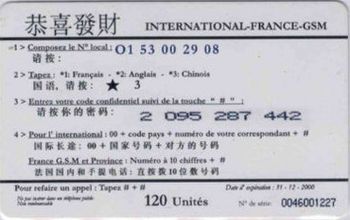 恭喜發財 INTERNATIONAL-FRANCE-GSM
1 > Composez le N° local : 01 53 00 29 08
请 按 :
2 > Tapez : *1: Français - *2: Anglais - *3: Chinois
国 语 , 请 按 : ★ 3
3 > Entrez votre code confidentiel suivi de la touche " # " :
请 按 你 的 密 码 : 2 095 287 442
4 > Pour l' international : 00 + code pays + numéro de votre correspondant + #
国 际 长 途 : 00 + 国 家 号 码 + 对 方 的 号 码
France G.S.M et Province : Numéro à 10 chiffres + #
法 国 国 内 和 手 提 电 话 : 直 接 拨 10 位 数 号 码
Pour refaire un appel : Tapez # + #
120 Unités
Date d'expiration : 31-12-2000
N° de série: 0046001227